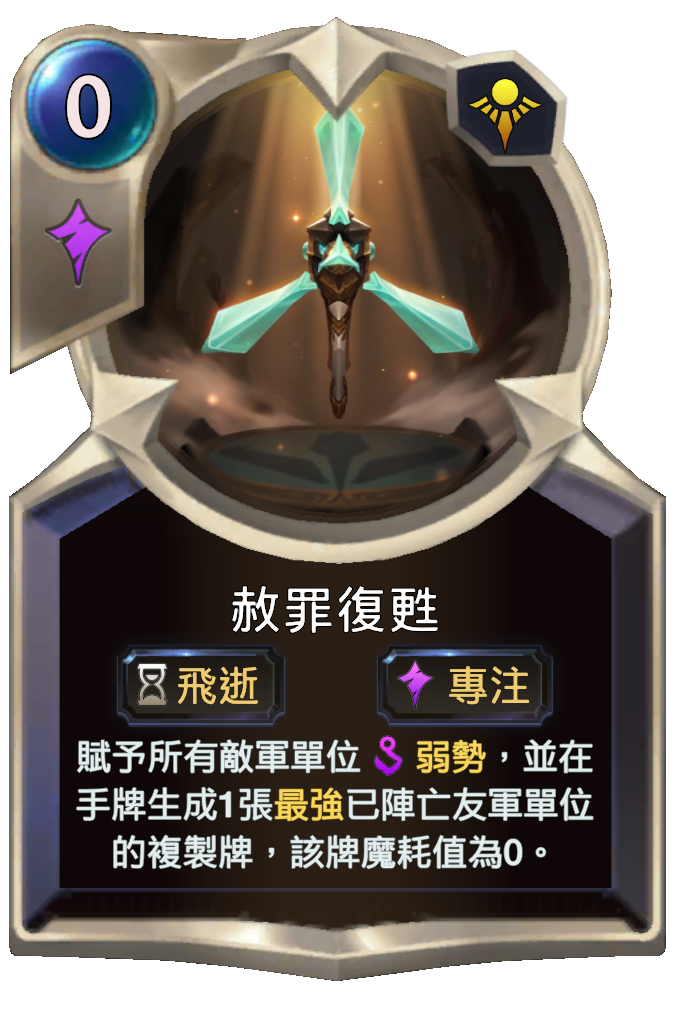 0
赦罪復甦
飛逝 專注
賦予所有敵軍單位 弱勢，並在
手牌生成1張最強已陣亡友軍單位
的複製牌，該牌魔耗值為0。